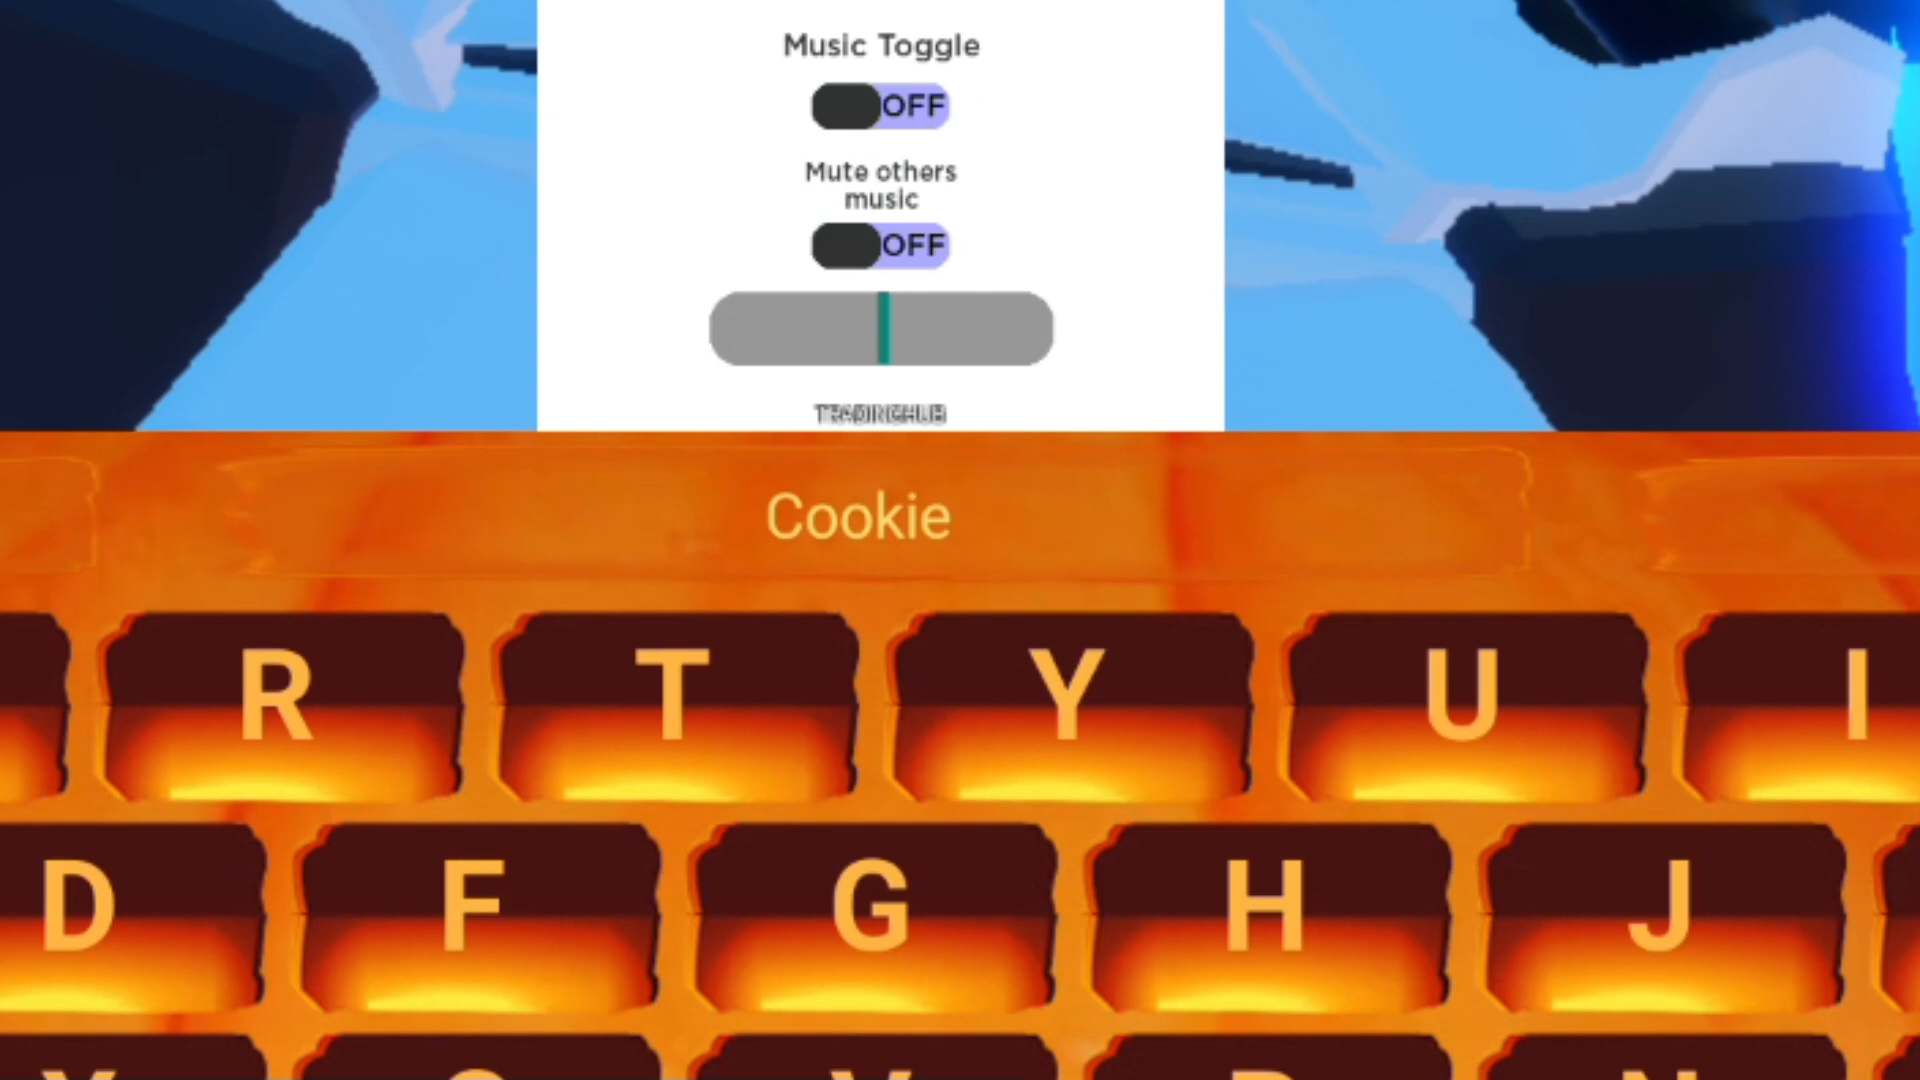 Music Toggle
OFF
Mute others
music
OFF
Cookie
R T Y U I
D F G H J